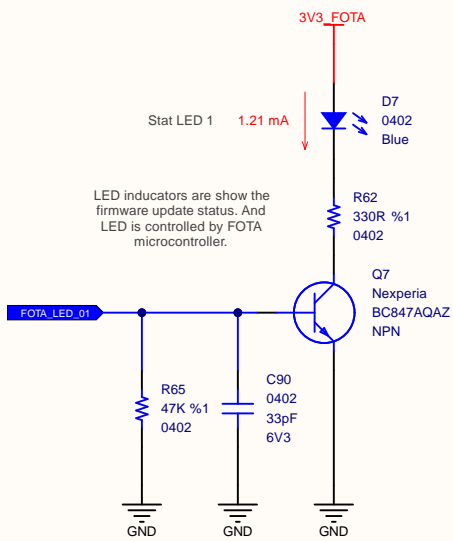 3V3_FOTA
D7
0402
Blue
Stat LED 1
1.21 mA
LED inducators are show the
firmware update status. And
LED is controlled by FOTA
microcontroller.
R62
330R %1
0402
Q7
Nexperia
BC847AQAZ
NPN
FOTA_LED_01
R65
47K %1
0402
C90
0402
33pF
6V3
GND
GND
GND